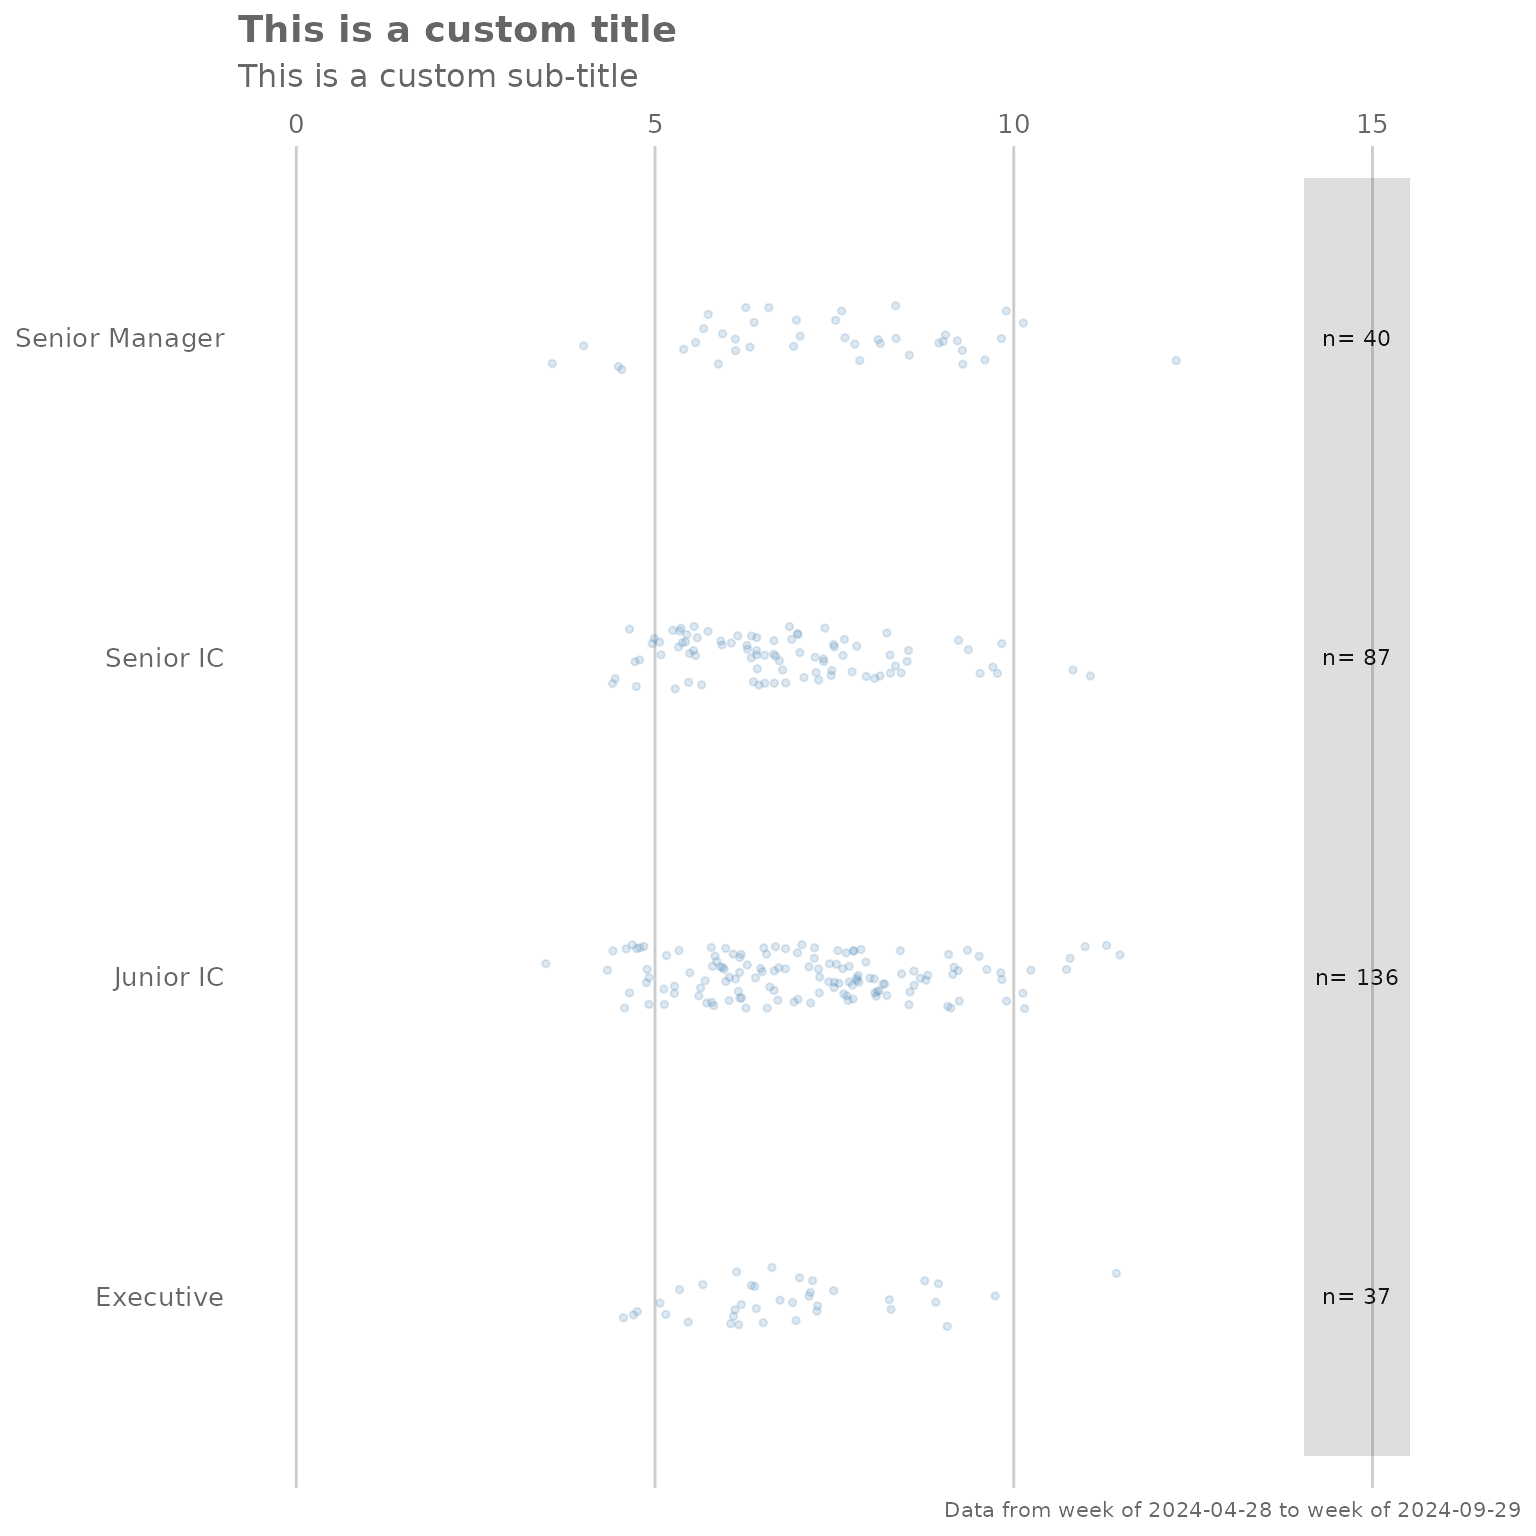 This is a custom title
This is a custom sub-title
0 5 10 15
Senior Manager n= 40
Senior IC n= 87
Junior IC n= 136
Executive n= 37
Data from week of 2024-04-28 to week of 2024-09-29